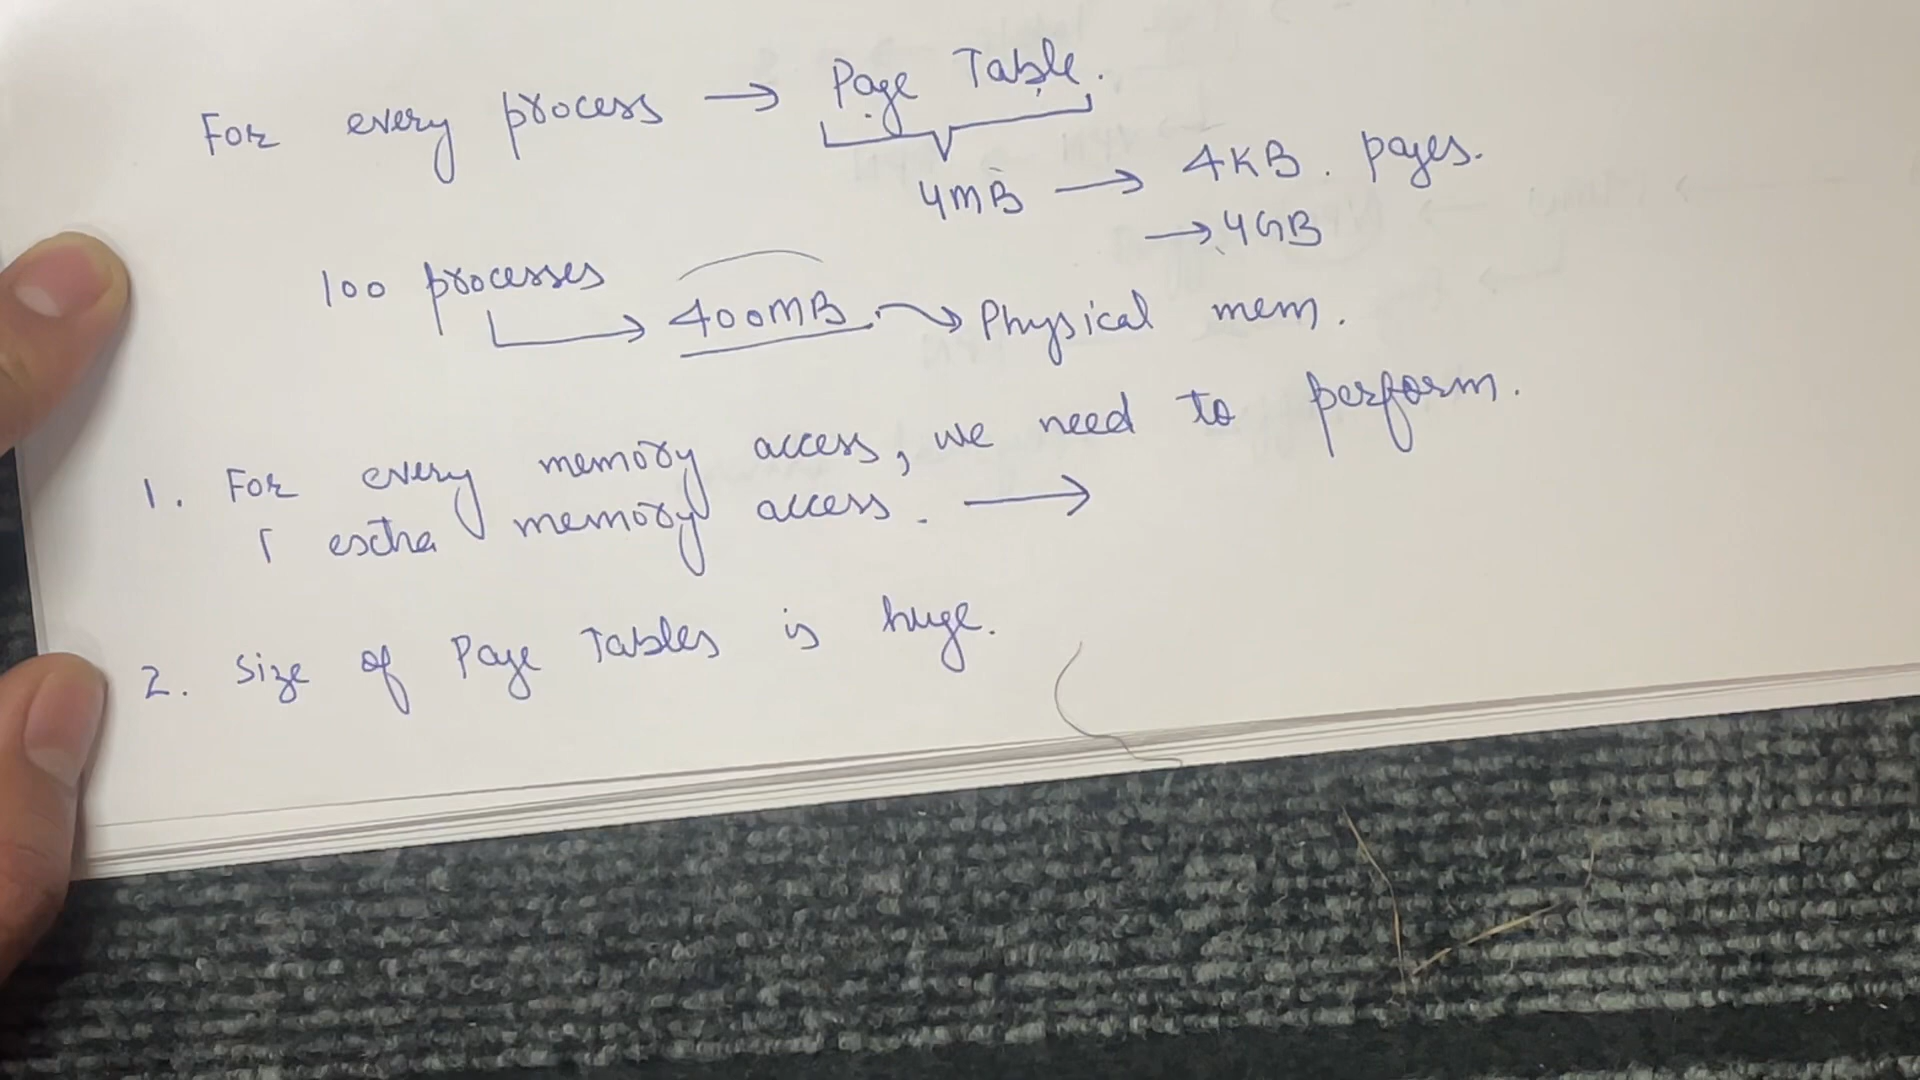 For every process → Page Table.
4MB → 4KB. pages.
→ 4GB
100 processes
→ 400MB. → Physical mem.
1. For every memory access, we need to perform.
1 extra memory access. →
2. Size of Page Tables is huge.